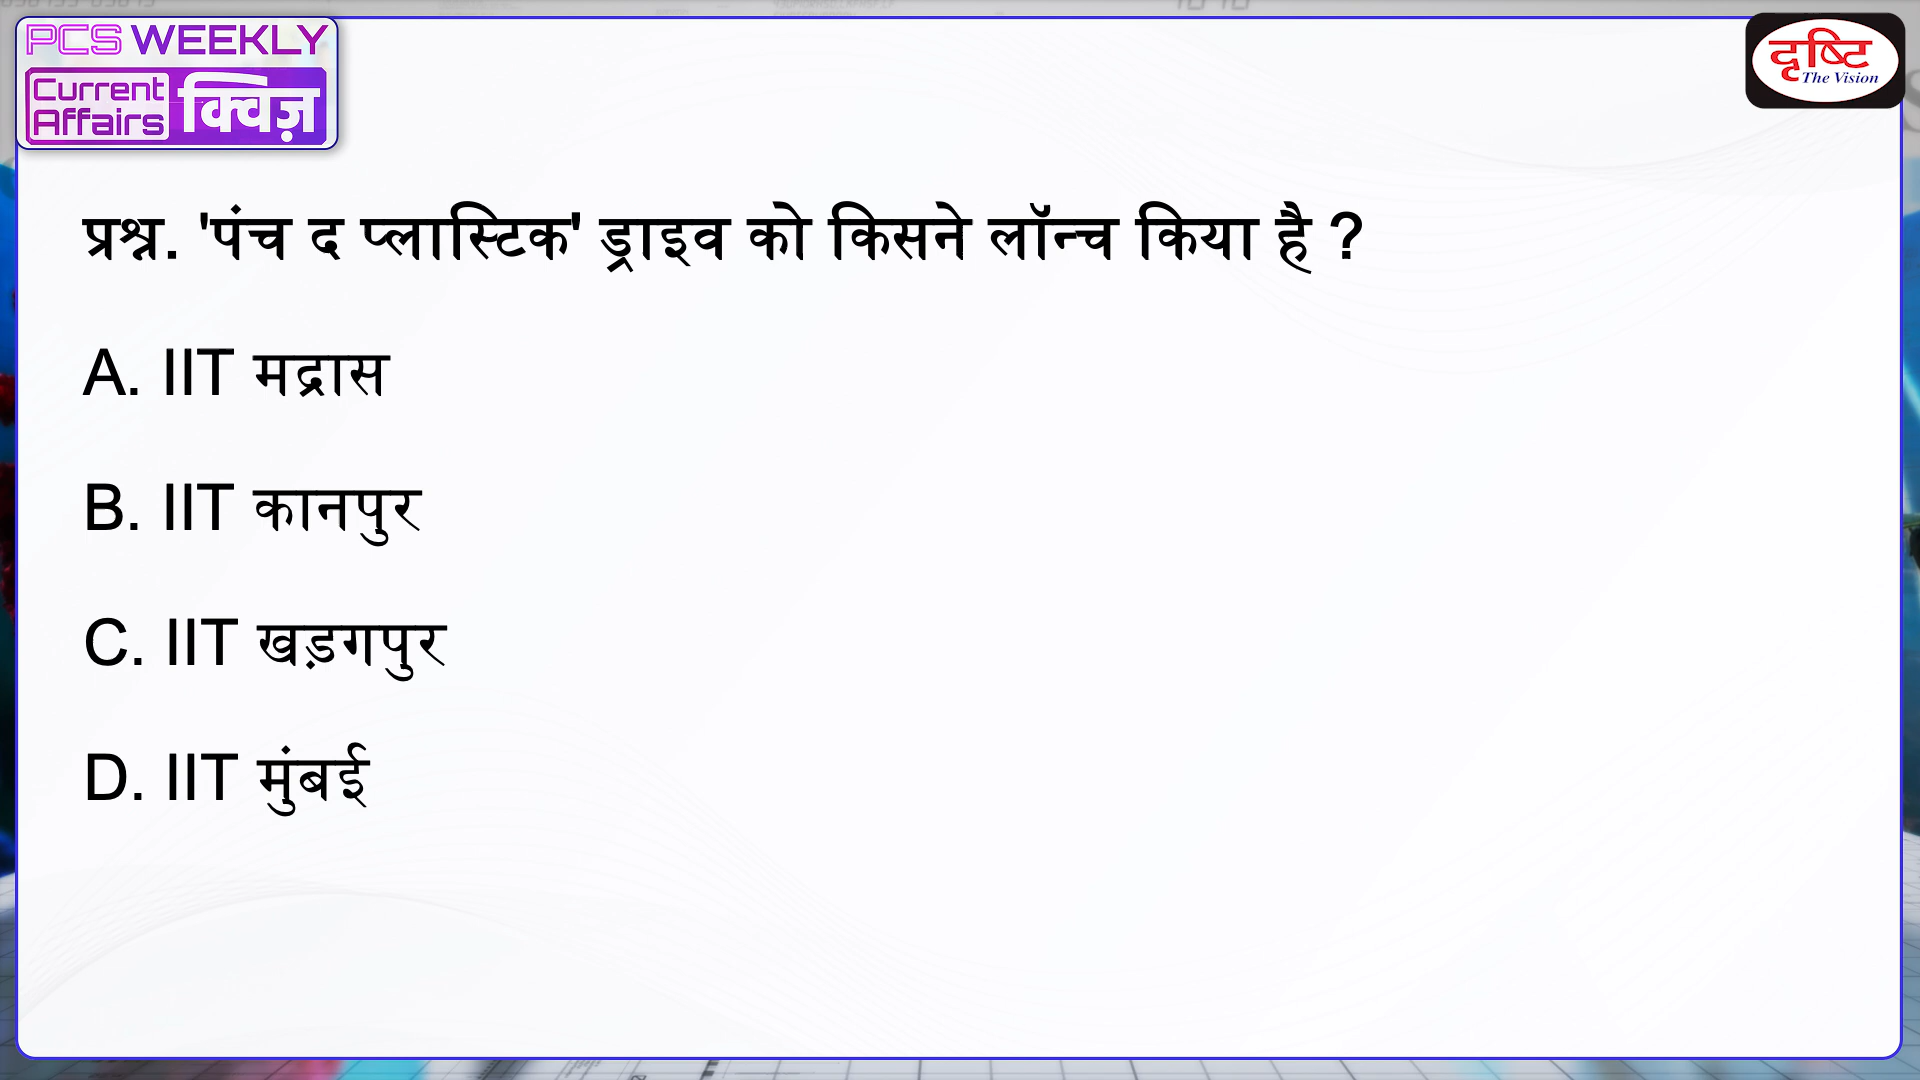 PCS WEEKLY
Current Affairs क्विज़
दृष्टि
The Vision
प्रश्न. 'पंच द प्लास्टिक' ड्राइव को किसने लॉन्च किया है ?
A. IIT मद्रास
B. IIT कानपुर
C. IIT खड़गपुर
D. IIT मुंबई